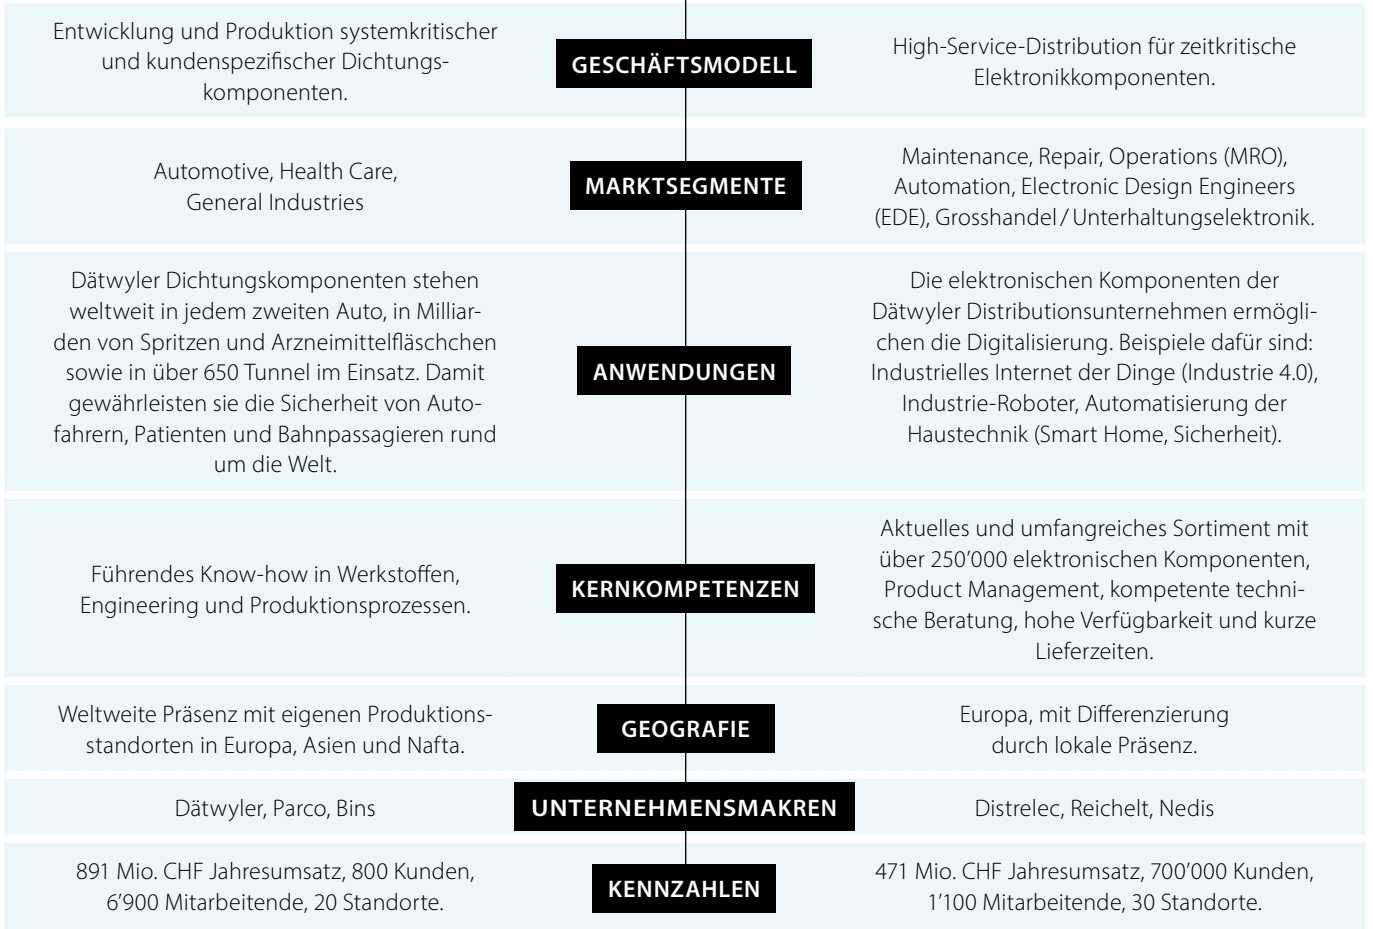 Entwicklung und Produktion systemkritischer
und kundenspezifischer Dichtungs-
komponenten.
GESCHÄFTSMODELL
High-Service-Distribution für zeitkritische
Elektronikkomponenten.
Automotive, Health Care,
General Industries
MARKTSEGMENTE
Maintenance, Repair, Operations (MRO),
Automation, Electronic Design Engineers
(EDE), Grosshandel / Unterhaltungselektronik.
Dätwyler Dichtungskomponenten stehen
weltweit in jedem zweiten Auto, in Milliar-
den von Spritzen und Arzneimittelfläschchen
sowie in über 650 Tunnel im Einsatz. Damit
gewährleisten sie die Sicherheit von Auto-
fahrern, Patienten und Bahnpassagieren rund
um die Welt.
ANWENDUNGEN
Die elektronischen Komponenten der
Dätwyler Distributionsunternehmen ermögli-
chen die Digitalisierung. Beispiele dafür sind:
Industrielles Internet der Dinge (Industrie 4.0),
Industrie-Roboter, Automatisierung der
Haustechnik (Smart Home, Sicherheit).
Führendes Know-how in Werkstoffen,
Engineering und Produktionsprozessen.
KERNKOMPETENZEN
Aktuelles und umfangreiches Sortiment mit
über 250’000 elektronischen Komponenten,
Product Management, kompetente techni-
sche Beratung, hohe Verfügbarkeit und kurze
Lieferzeiten.
Weltweite Präsenz mit eigenen Produktions-
standorten in Europa, Asien und Nafta.
GEOGRAFIE
Europa, mit Differenzierung
durch lokale Präsenz.
Dätwyler, Parco, Bins
UNTERNEHMENSMAKREN
Distrelec, Reichelt, Nedis
891 Mio. CHF Jahresumsatz, 800 Kunden,
6’900 Mitarbeitende, 20 Standorte.
KENNZAHLEN
471 Mio. CHF Jahresumsatz, 700’000 Kunden,
1’100 Mitarbeitende, 30 Standorte.